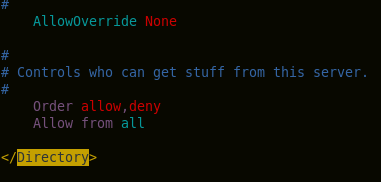 #
AllowOverride None
#
# Controls who can get stuff from this server.
#
Order allow,deny
Allow from all
</Directory>